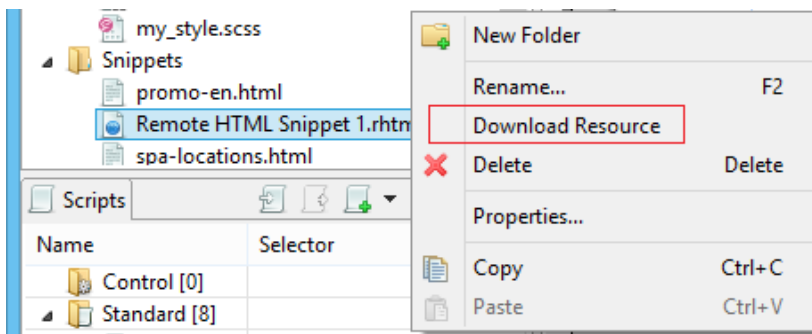 my_style.scss
Snippets
promo-en.html
Remote HTML Snippet 1.rhtm
spa-locations.html
Scripts
Name Selector
Control [0]
Standard [8]
New Folder
Rename... F2
Download Resource
Delete Delete
Properties...
Copy Ctrl+C
Paste Ctrl+V